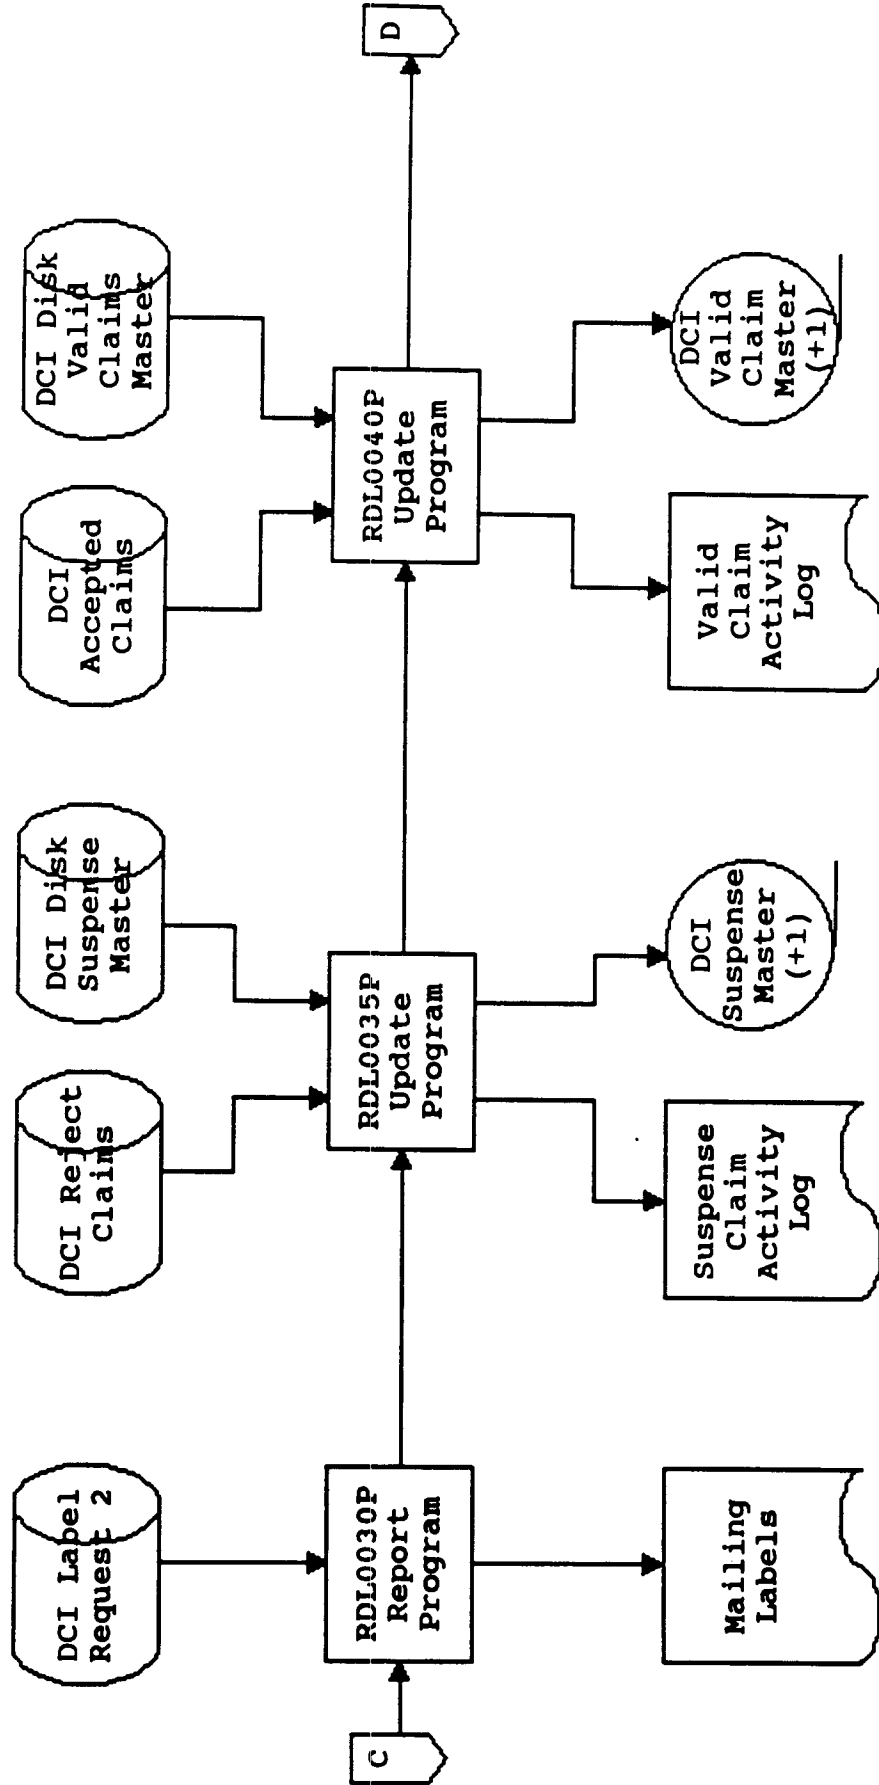 DCI Label
Request 2
DCI Reject
Claims
DCI Disk
Suspense
Master
DCI
Accepted
Claims
DCI Disk
Valid
Claims
Master
C
RDL0030P
Report
Program
RDL0035P
Update
Program
RDL0040P
Update
Program
D
Mailing
Labels
Suspense
Claim
Activity
Log
DCI
Suspense
Master
(+1)
Valid
Claim
Activity
Log
DCI
Valid
Claim
Master
(+1)